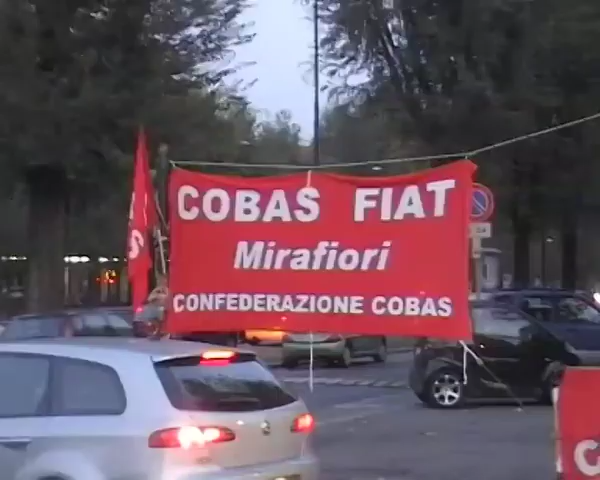 COBAS FIAT
Mirafiori
CONFEDERAZIONE COBAS
S
C